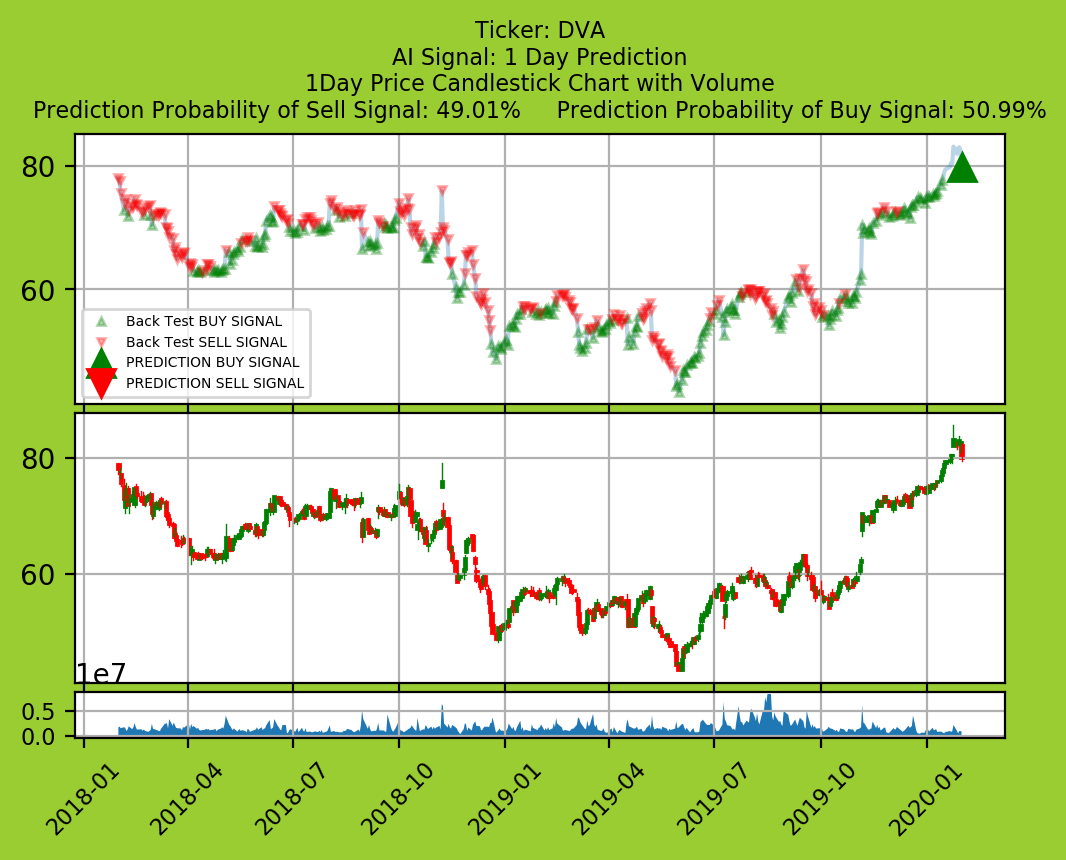 Ticker: DVA
AI Signal: 1 Day Prediction
1Day Price Candlestick Chart with Volume
Prediction Probability of Sell Signal: 49.01% Prediction Probability of Buy Signal: 50.99%
80
60
Back Test BUY SIGNAL
Back Test SELL SIGNAL
PREDICTION BUY SIGNAL
PREDICTION SELL SIGNAL
80
60
1e7
0.5
0.0
2018-01 2018-04 2018-07 2018-10 2019-01 2019-04 2019-07 2019-10 2020-01